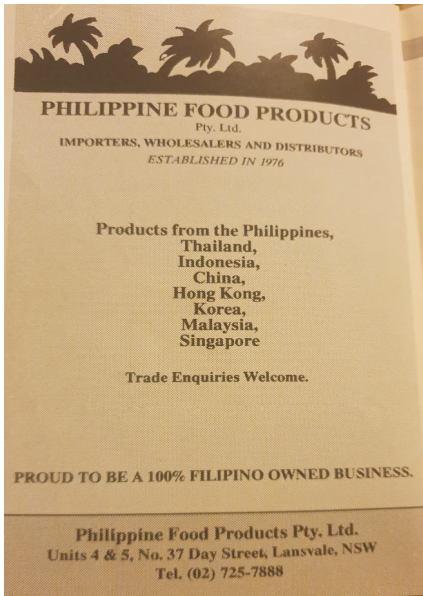 PHILIPPINE FOOD PRODUCTS
Pty. Ltd.
IMPORTERS, WHOLESALERS AND DISTRIBUTORS
ESTABLISHED IN 1976
Products from the Philippines,
Thailand,
Indonesia,
China,
Hong Kong,
Korea,
Malaysia,
Singapore
Trade Enquiries Welcome.
PROUD TO BE A 100% FILIPINO OWNED BUSINESS.
Philippine Food Products Pty. Ltd.
Units 4 & 5, No. 37 Day Street, Lansvale, NSW
Tel. (02) 725-7888